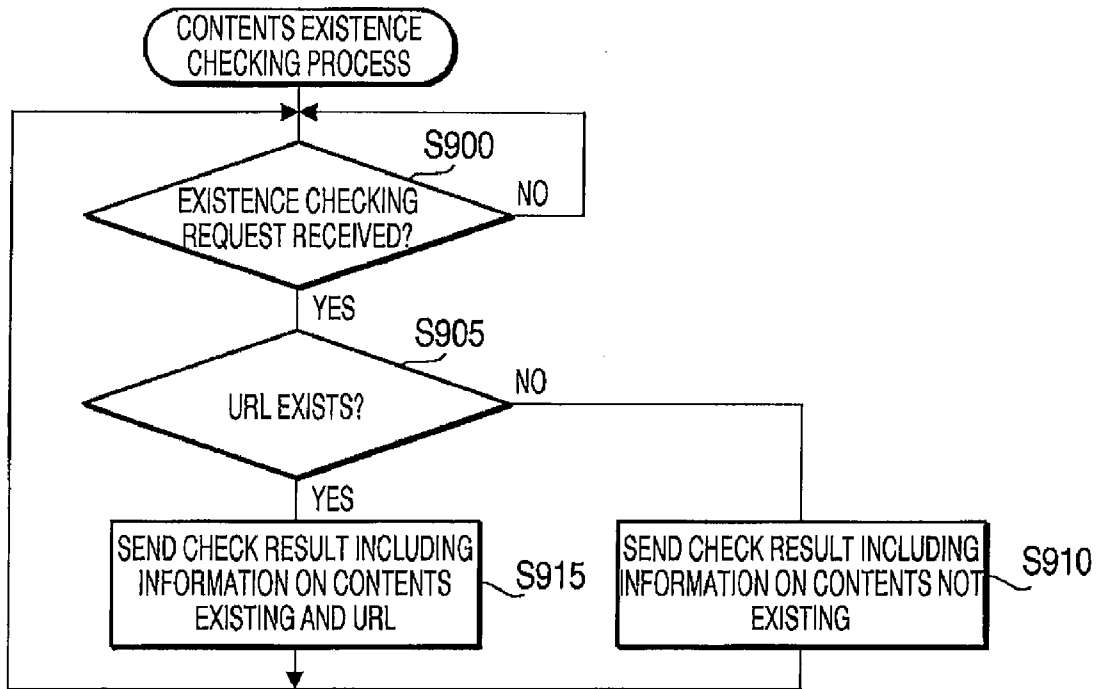 CONTENTS EXISTENCE
CHECKING PROCESS
S900
EXISTENCE CHECKING
REQUEST RECEIVED?
NO
YES
S905
URL EXISTS?
NO
YES
SEND CHECK RESULT INCLUDING
INFORMATION ON CONTENTS
EXISTING AND URL
S915
SEND CHECK RESULT INCLUDING
INFORMATION ON CONTENTS NOT
EXISTING
S910